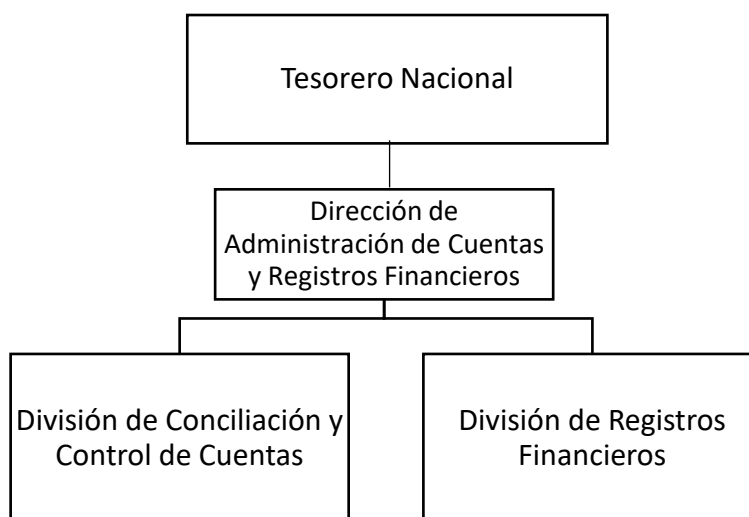 Tesorero Nacional
Dirección de
Administración de Cuentas
y Registros Financieros
División de Conciliación y
Control de Cuentas
División de Registros
Financieros